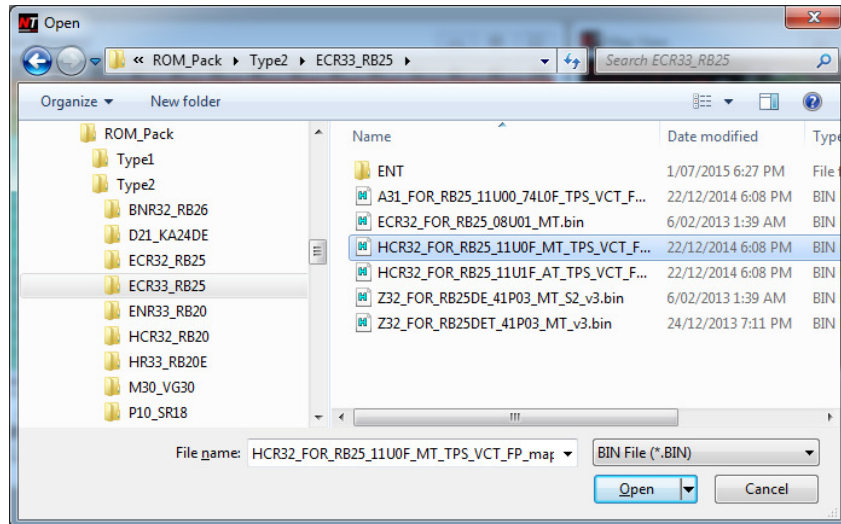 Open
« ROM_Pack ▸ Type2 ▸ ECR33_RB25 ▸
Search ECR33_RB25
Organize ▾ New folder
ROM_Pack
Type1
Type2
BNR32_RB26
D21_KA24DE
ECR32_RB25
ECR33_RB25
ENR33_RB20
HCR32_RB20
HR33_RB20E
M30_VG30
P10_SR18
Name Date modified Type
ENT 1/07/2015 6:27 PM File f
A31_FOR_RB25_11U00_74L0F_TPS_VCT_F... 22/12/2014 6:08 PM BIN
ECR32_FOR_RB25_08U01_MT.bin 6/02/2013 1:39 AM BIN
HCR32_FOR_RB25_11U0F_MT_TPS_VCT_F... 22/12/2014 6:08 PM BIN
HCR32_FOR_RB25_11U1F_AT_TPS_VCT_F... 22/12/2014 6:08 PM BIN
Z32_FOR_RB25DE_41P03_MT_S2_v3.bin 6/02/2013 1:39 AM BIN
Z32_FOR_RB25DET_41P03_MT_v3.bin 24/12/2013 7:11 PM BIN
File name: HCR32_FOR_RB25_11U0F_MT_TPS_VCT_FP_map
BIN File (*.BIN)
Open Cancel